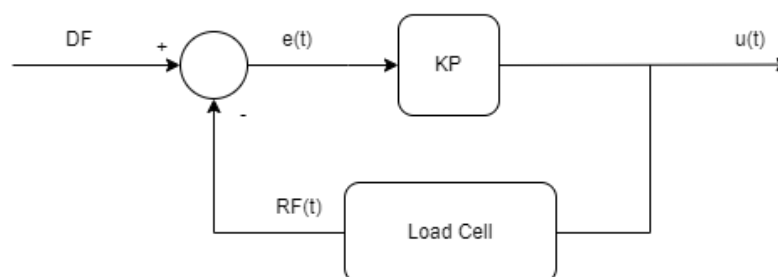 DF
+
e(t)
KP
u(t)
-
RF(t)
Load Cell